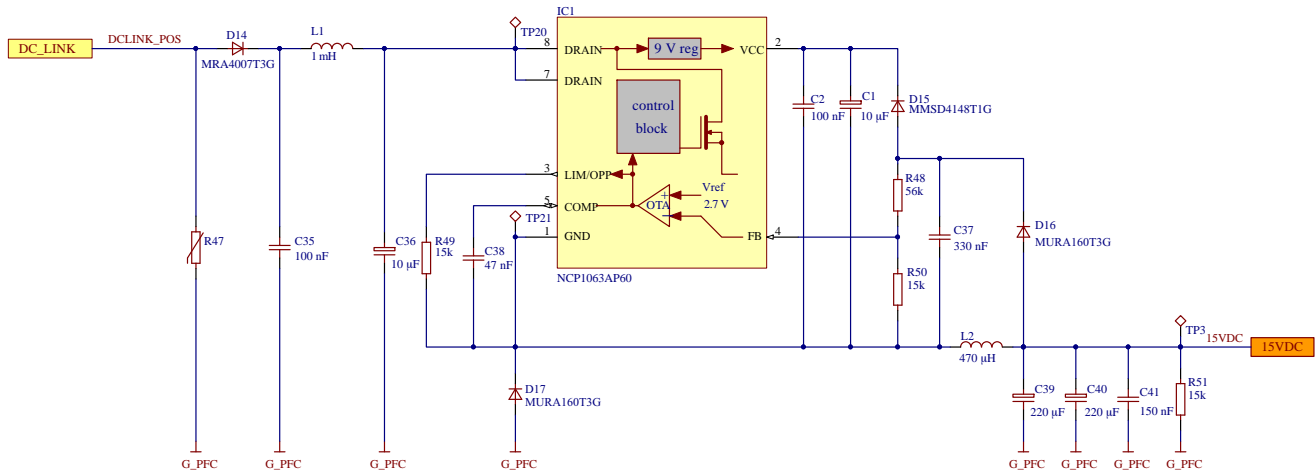 DC_LINK
DCLINK_POS
D14
MRA4007T3G
L1
1 mH
TP20
IC1
8
DRAIN
7
DRAIN
9 V reg
VCC
2
control
block
3
LIM/OPP
5
COMP
TP21
1
GND
OTA
+
−
Vref
2.7 V
FB
4
NCP1063AP60
C2
100 nF
C1
10 µF
D15
MMSD4148T1G
R48
56k
R50
15k
C37
330 nF
D16
MURA160T3G
R47
C35
100 nF
C36
10 µF
R49
15k
C38
47 nF
L2
470 µH
TP3
15VDC
15VDC
D17
MURA160T3G
C39
220 µF
C40
220 µF
C41
150 nF
R51
15k
G_PFC
G_PFC
G_PFC
G_PFC
G_PFC
G_PFC
G_PFC
G_PFC